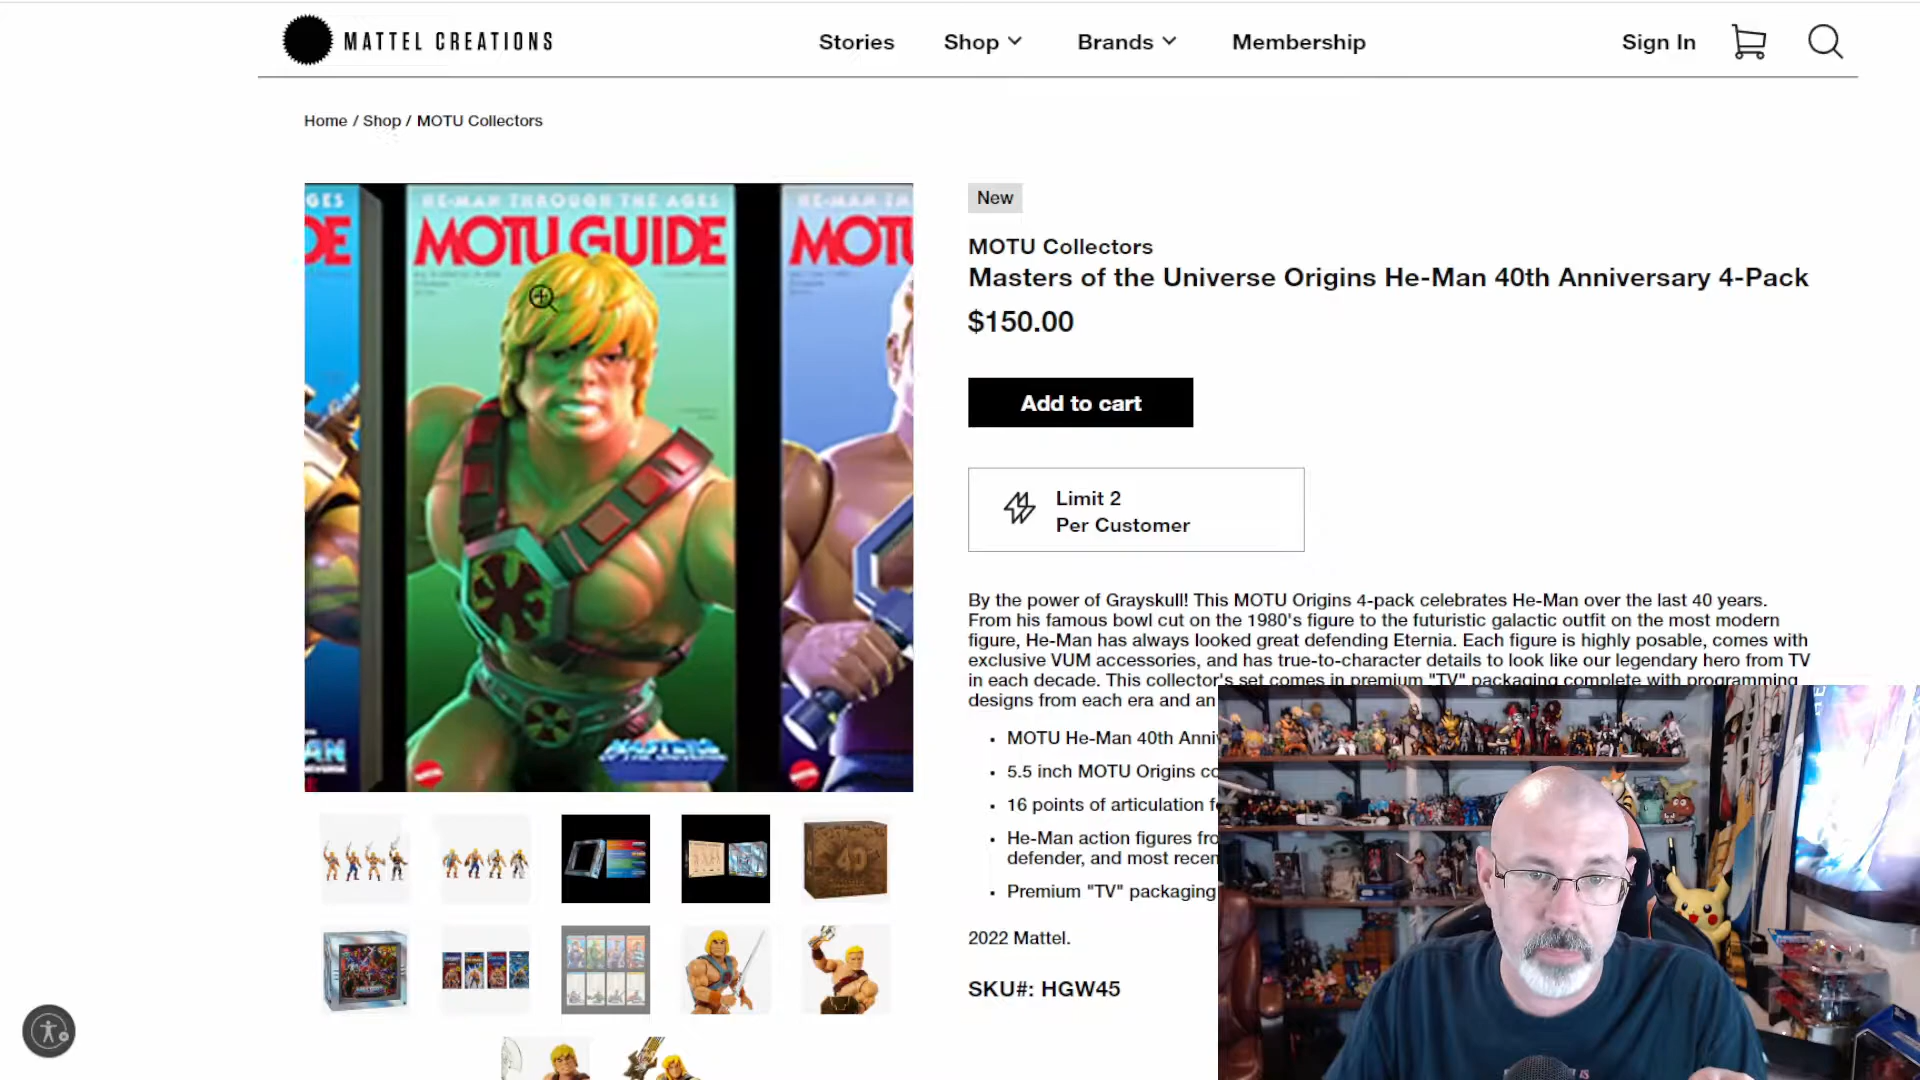 MATTEL CREATIONS
Stories
Shop
Brands
Membership
Sign In
Home / Shop / MOTU Collectors
GES
HE-MAN THROUGH THE AGES
DE
MOTU GUIDE
MASTERS
OF THE UNIVERSE
New
MOTU Collectors
Masters of the Universe Origins He-Man 40th Anniversary 4-Pack
$150.00
Add to cart
Limit 2
Per Customer
By the power of Grayskull! This MOTU Origins 4-pack celebrates He-Man over the last 40 years.
From his famous bowl cut on the 1980's figure to the futuristic galactic outfit on the most modern
figure, He-Man has always looked great defending Eternia. Each figure is highly posable, comes with
exclusive VUM accessories, and has true-to-character details to look like our legendary hero from TV
in each decade. This collector's set comes in premium "TV" packaging complete with programming
designs from each era and an
• MOTU He-Man 40th Anni
• 5.5 inch MOTU Origins co
• 16 points of articulation f
• He-Man action figures fro
defender, and most recen
• Premium "TV" packaging
2022 Mattel.
SKU#: HGW45
40